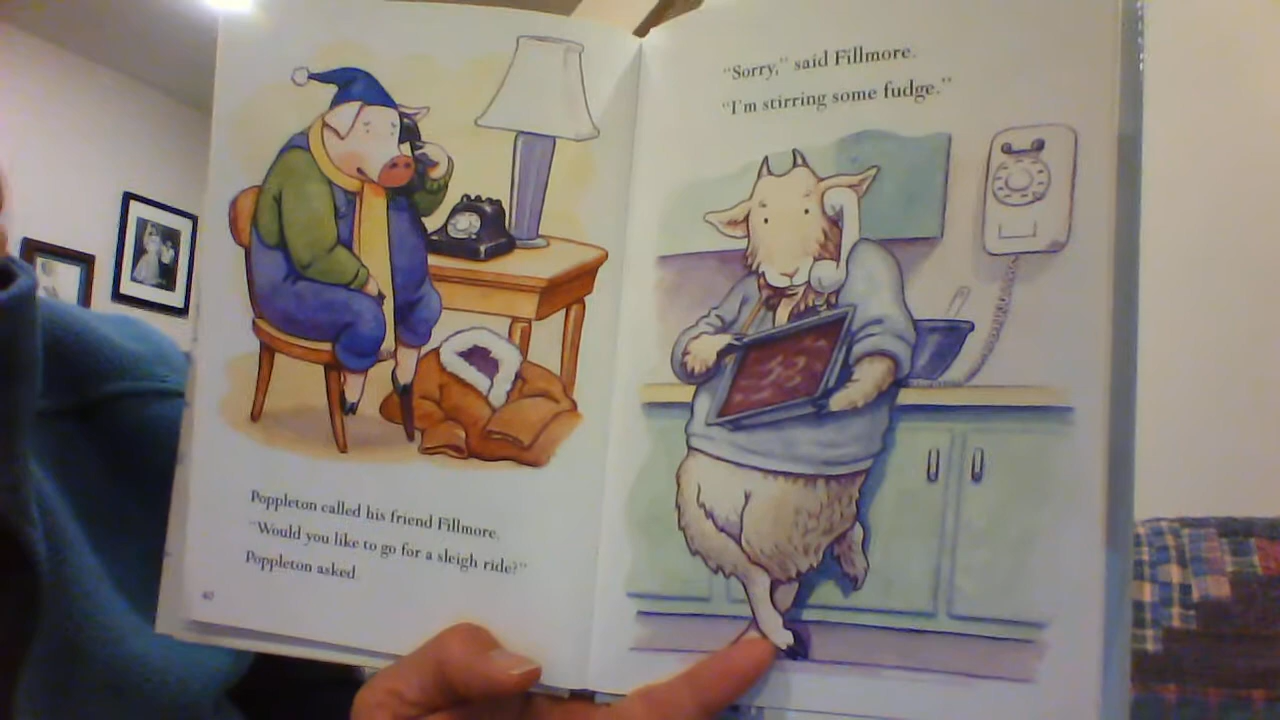 Poppleton called his friend Fillmore.
“Would you like to go for a sleigh ride?”
Poppleton asked.
40
“Sorry,” said Fillmore.
“I’m stirring some fudge.”